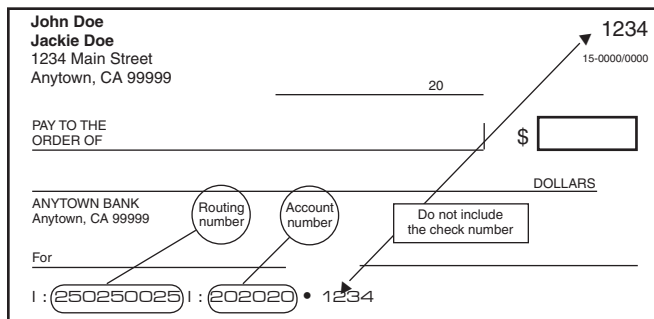 John Doe
Jackie Doe
1234 Main Street
Anytown, CA 99999
1234
15-0000/0000
20
PAY TO THE
ORDER OF
$
DOLLARS
ANYTOWN BANK
Anytown, CA 99999
Routing
number
Account
number
Do not include
the check number
For
I : 250250025 I : 202020 • 1234